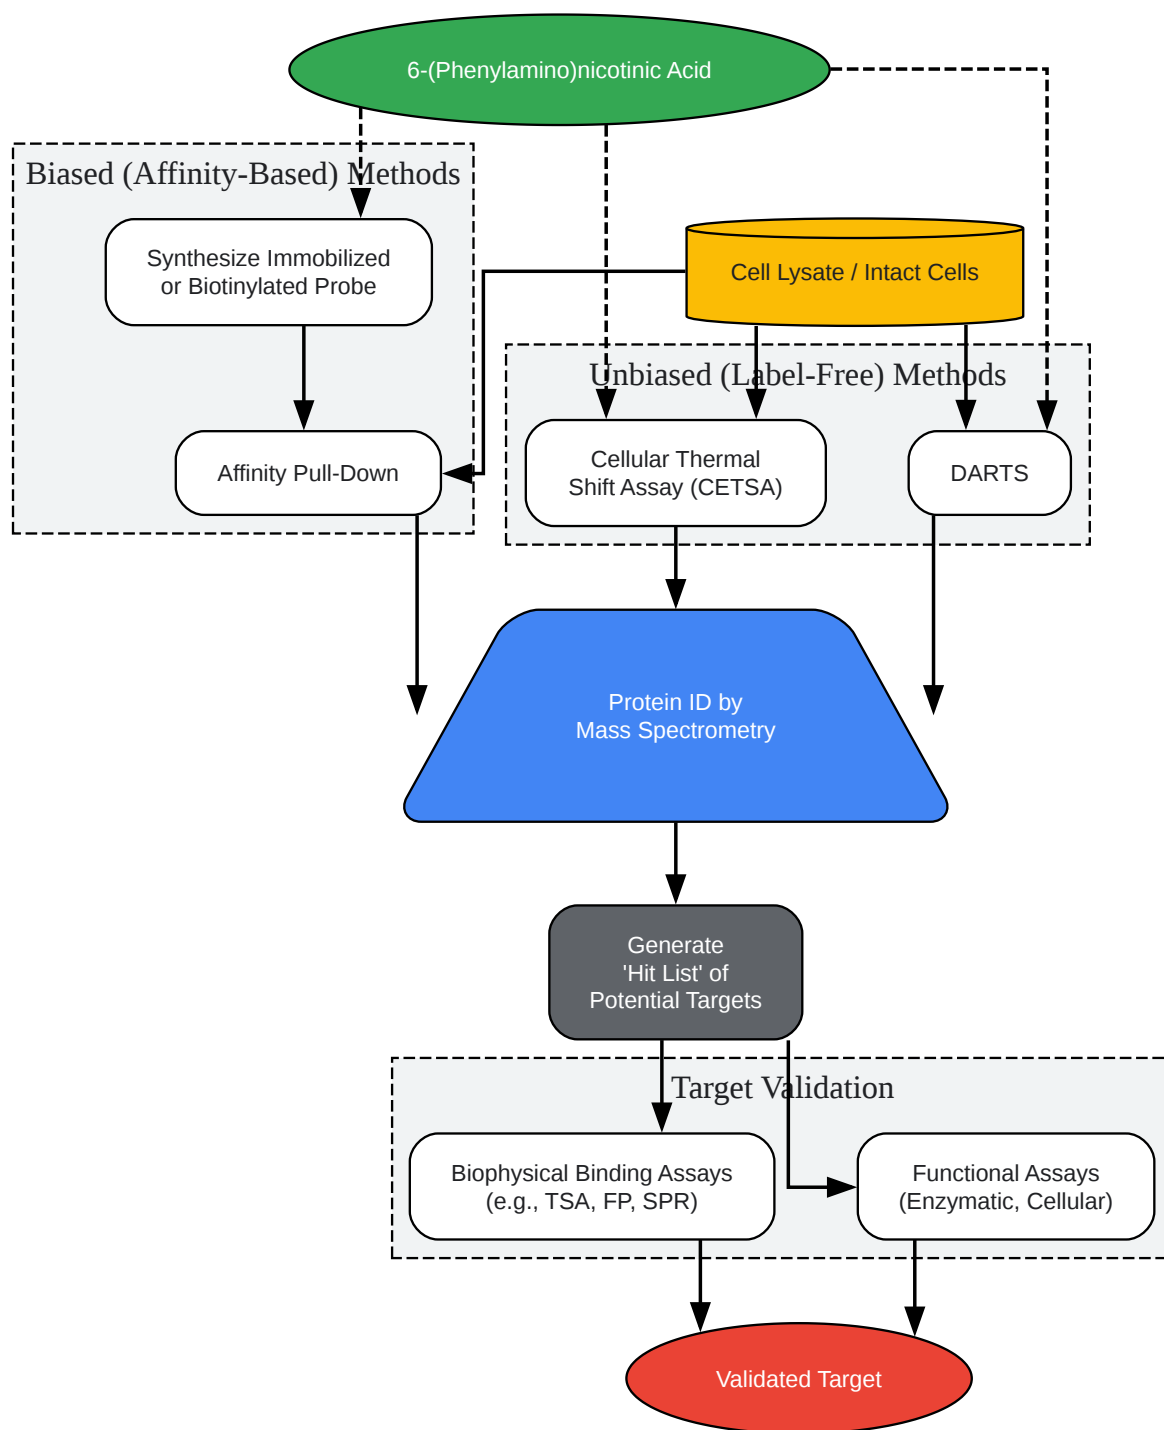 6-(Phenylamino)nicotinic Acid
Biased (Affinity-Based) Methods
Synthesize Immobilized
or Biotinylated Probe
Cell Lysate / Intact Cells
Unbiased (Label-Free) Methods
Affinity Pull-Down
Cellular Thermal
Shift Assay (CETSA)
DARTS
Protein ID by
Mass Spectrometry
Generate
'Hit List' of
Potential Targets
Target Validation
Biophysical Binding Assays
(e.g., TSA, FP, SPR)
Functional Assays
(Enzymatic, Cellular)
Validated Target